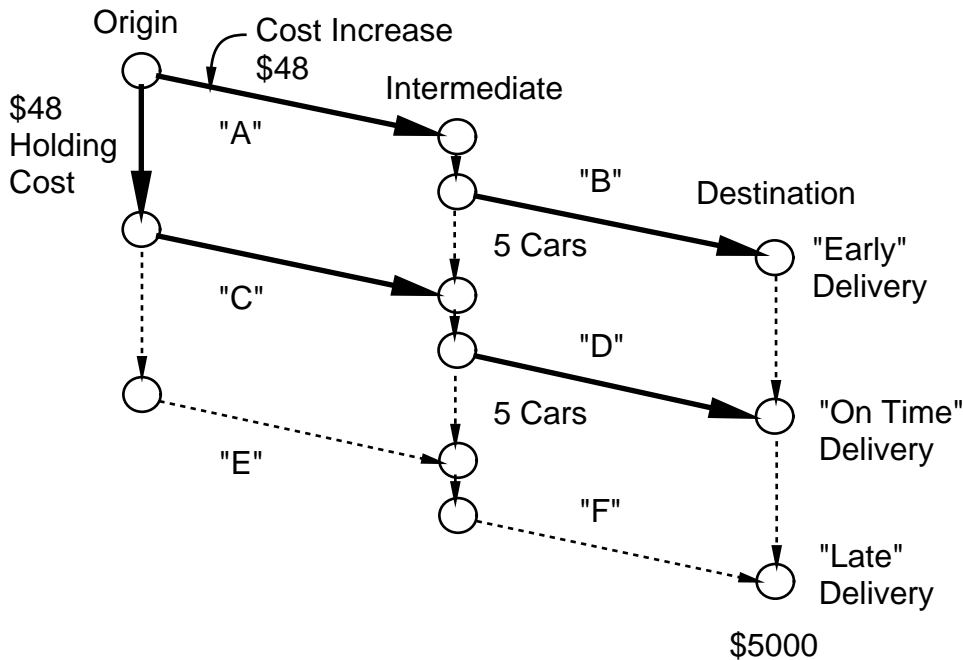 Origin
Cost Increase
$48
Intermediate
$48
Holding
Cost
"A"
"B"
Destination
5 Cars
"Early"
Delivery
"C"
"D"
5 Cars
"On Time"
Delivery
"E"
"F"
"Late"
Delivery
$5000